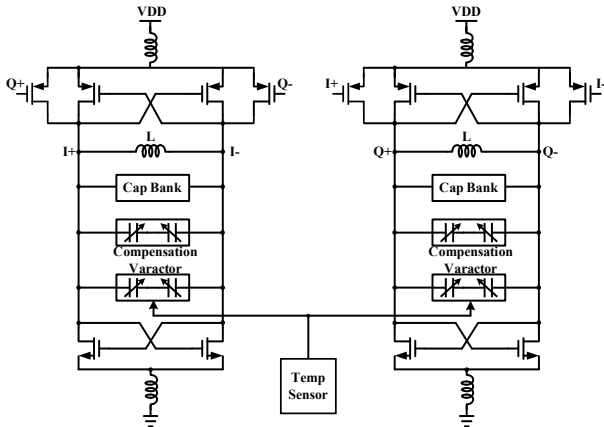 VDD
VDD
Q+
Q-
I+
I-
L
L
I+
I-
Q+
Q-
Cap Bank
Cap Bank
Compensation
Varactor
Compensation
Varactor
Temp
Sensor